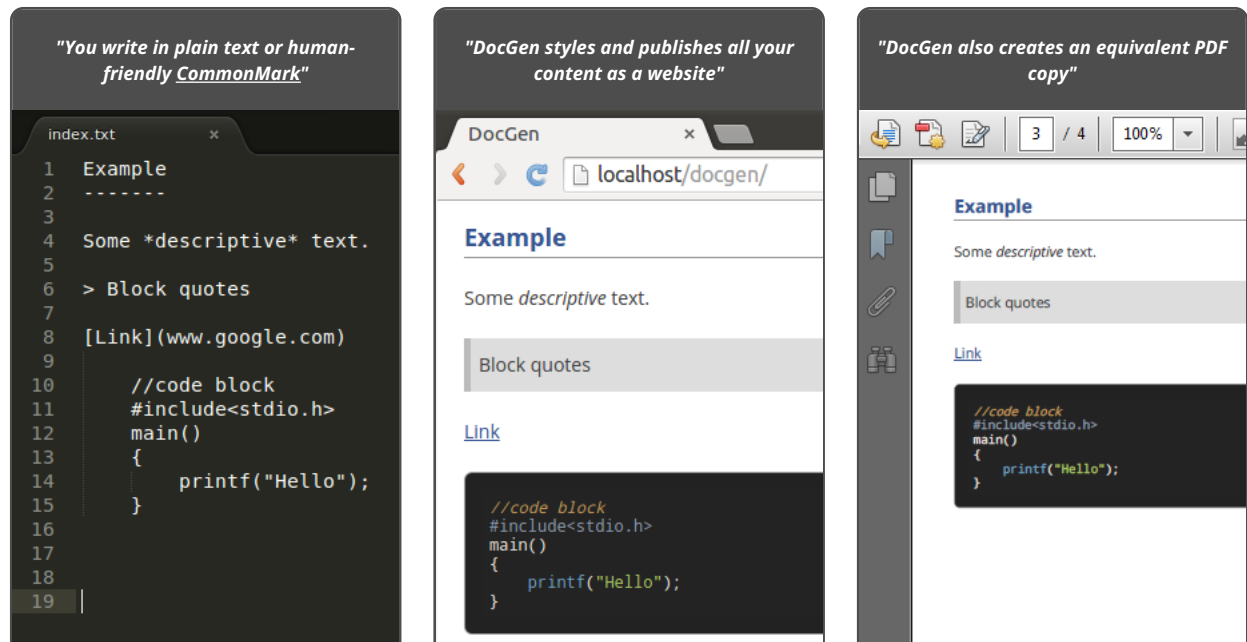 "You write in plain text or human-
friendly CommonMark"
index.txt ×
1 Example
2 -------
3
4 Some *descriptive* text.
5
6 > Block quotes
7
8 [Link](www.google.com)
9
10 //code block
11 #include<stdio.h>
12 main()
13 {
14 printf("Hello");
15 }
16
17
18
19
"DocGen styles and publishes all your
content as a website"
DocGen ×
localhost/docgen/
Example
Some descriptive text.
Block quotes
Link
//code block
#include<stdio.h>
main()
{
printf("Hello");
}
"DocGen also creates an equivalent PDF
copy"
3 / 4 100%
Example
Some descriptive text.
Block quotes
Link
//code block
#include<stdio.h>
main()
{
printf("Hello");
}